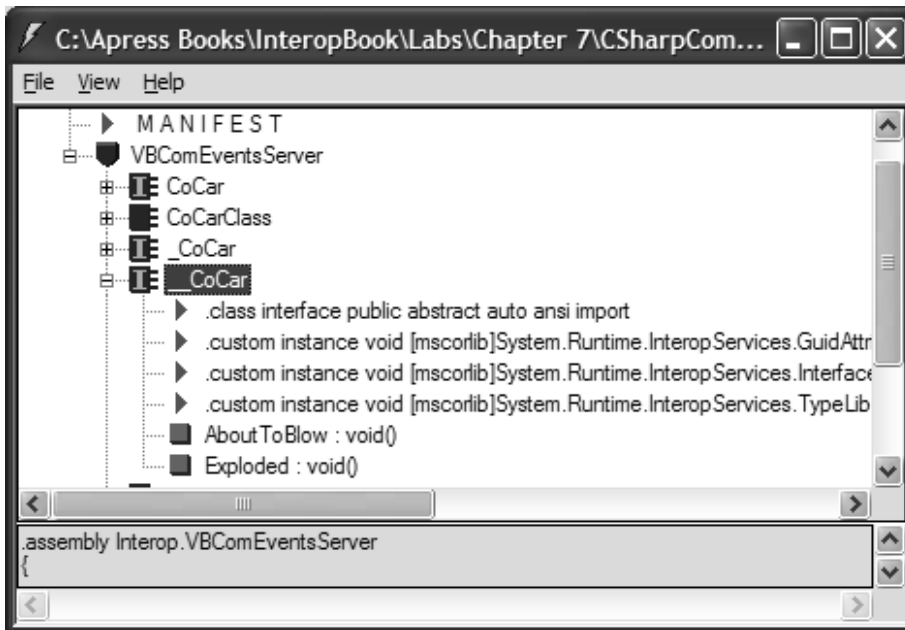 C:\Apress Books\InteropBook\Labs\Chapter 7\CSharpCom...
File View Help
M A N I F E S T
VBComEventsServer
CoCar
CoCarClass
_CoCar
__CoCar
.class interface public abstract auto ansi import
.custom instance void [mscorlib]System.Runtime.InteropServices.GuidAttr
.custom instance void [mscorlib]System.Runtime.InteropServices.Interface
.custom instance void [mscorlib]System.Runtime.InteropServices.TypeLib
AboutToBlow : void()
Exploded : void()
.assembly Interop.VBComEventsServer
{